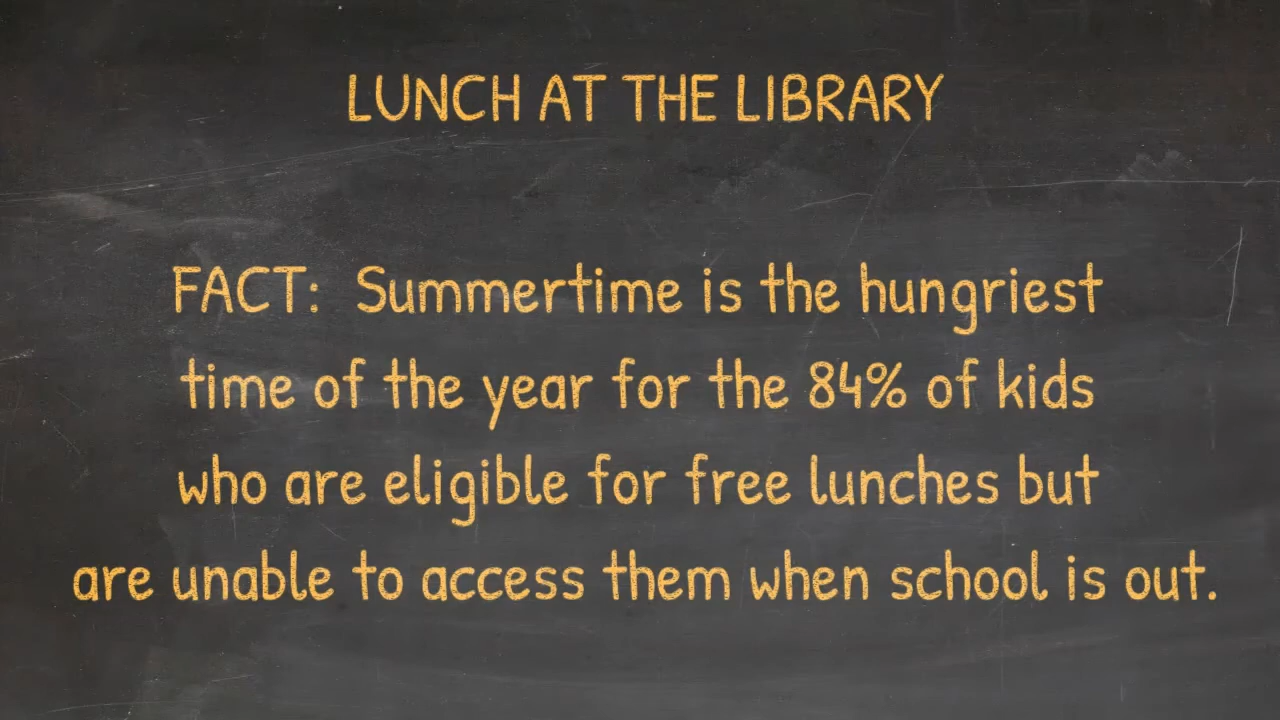 LUNCH AT THE LIBRARY
FACT: Summertime is the hungriest
time of the year for the 84% of kids
who are eligible for free lunches but
are unable to access them when school is out.